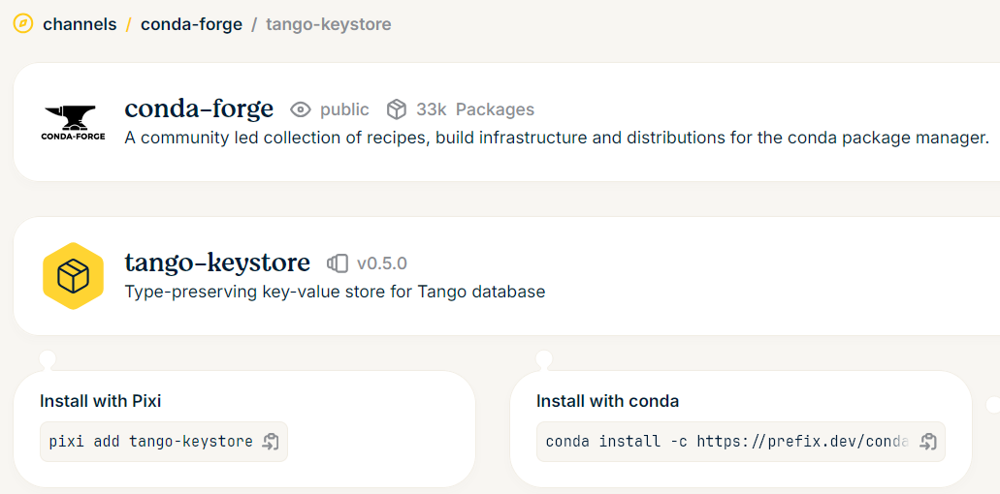 channels / conda-forge / tango-keystore
conda-forge public 33k Packages
CONDA-FORGE
A community led collection of recipes, build infrastructure and distributions for the conda package manager.
tango-keystore v0.5.0
Type-preserving key-value store for Tango database
Install with Pixi
pixi add tango-keystore
Install with conda
conda install -c https://prefix.dev/conda